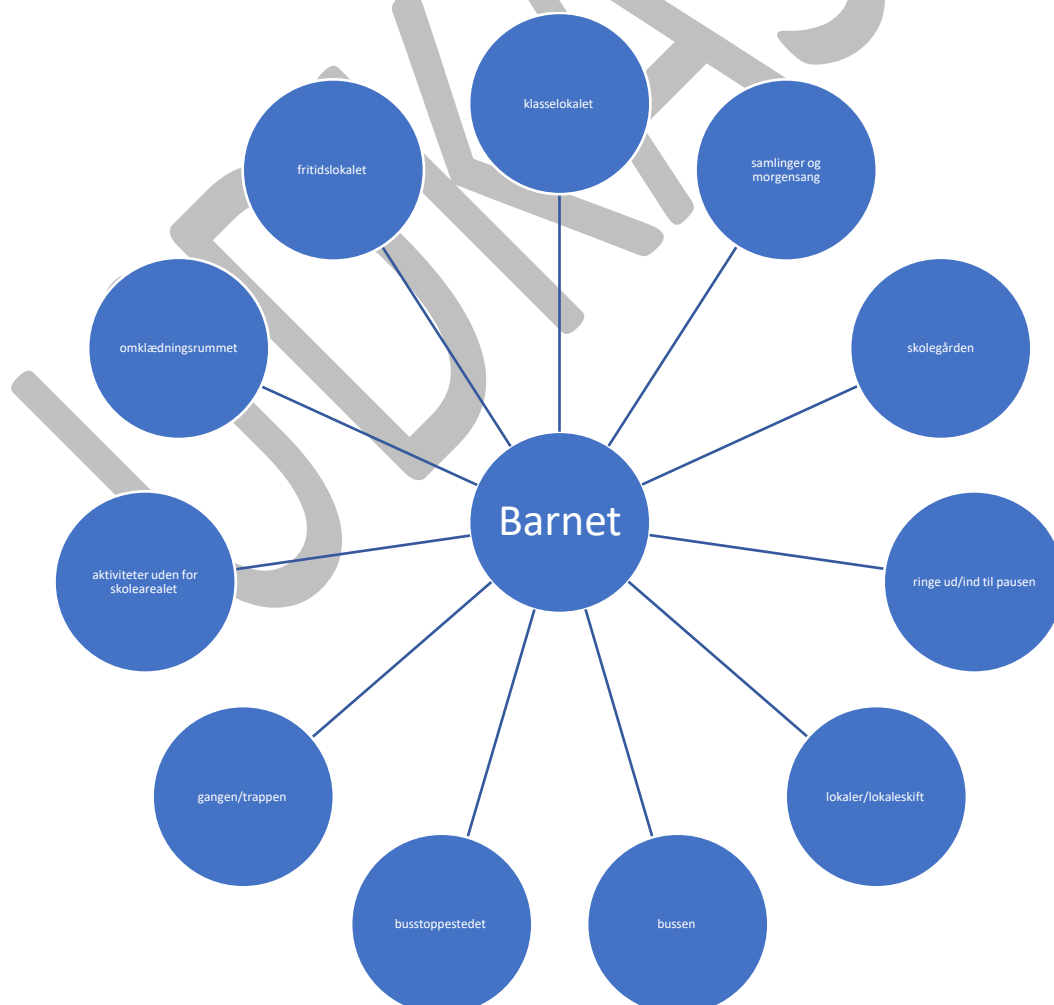 klasselokalet
samlinger og
morgensang
skolegården
ringe ud/ind til pausen
lokaler/lokaleskift
bussen
busstoppestedet
gangen/trappen
aktiviteter uden for
skolearealet
omklædningsrummet
fritidslokalet
Barnet